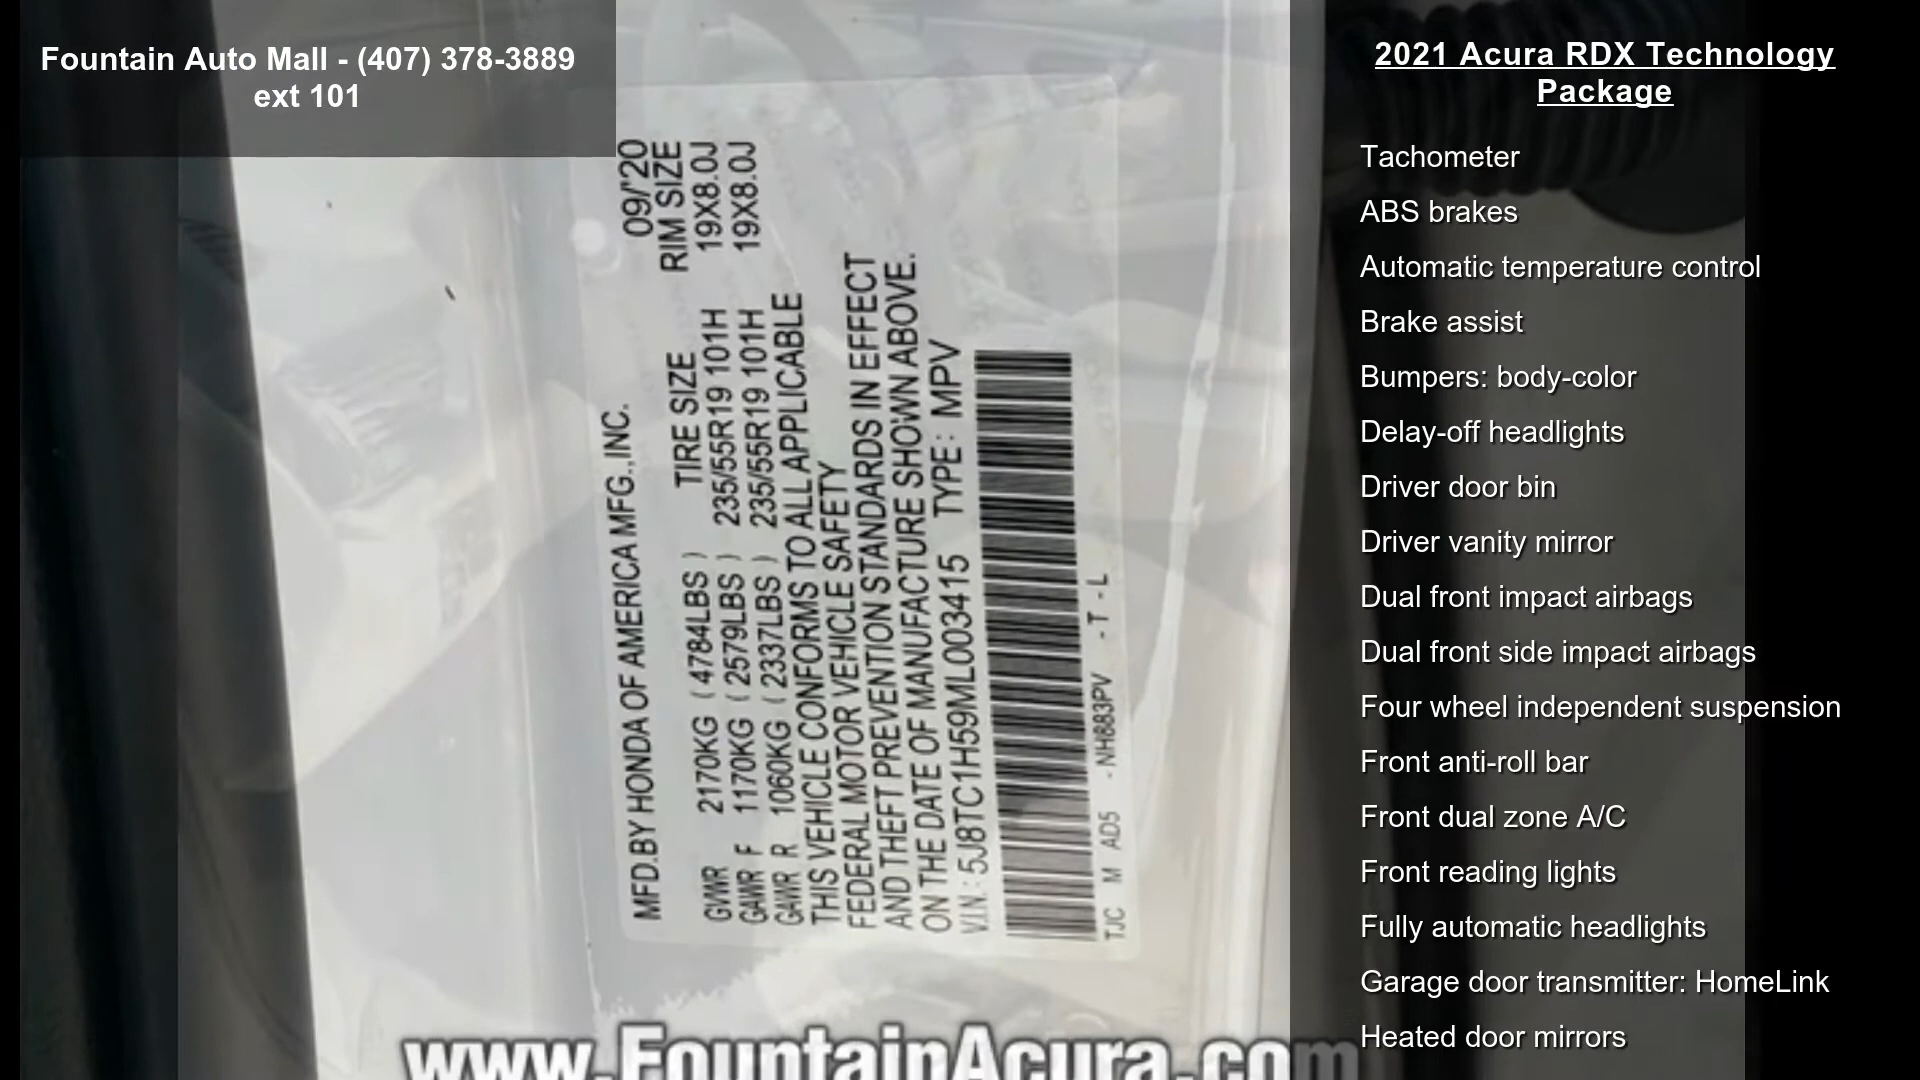 Fountain Auto Mall - (407) 378-3889
ext 101
MFD.BY HONDA OF AMERICA MFG.,INC. 09/'20
TIRE SIZE RIM SIZE
GVWR 2170KG ( 4784LBS ) 235/55R19 101H 19X8.0J
GAWR F 1170KG ( 2579LBS ) 235/55R19 101H 19X8.0J
GAWR R 1060KG ( 2337LBS )
THIS VEHICLE CONFORMS TO ALL APPLICABLE
FEDERAL MOTOR VEHICLE SAFETY
AND THEFT PREVENTION STANDARDS IN EFFECT
ON THE DATE OF MANUFACTURE SHOWN ABOVE.
V.I.N.: 5J8TC1H59ML003415 TYPE: MPV
TJC M AD5 - NH883PV - T - L
www.FountainAcura.com
2021 Acura RDX Technology
Package
Tachometer
ABS brakes
Automatic temperature control
Brake assist
Bumpers: body-color
Delay-off headlights
Driver door bin
Driver vanity mirror
Dual front impact airbags
Dual front side impact airbags
Four wheel independent suspension
Front anti-roll bar
Front dual zone A/C
Front reading lights
Fully automatic headlights
Garage door transmitter: HomeLink
Heated door mirrors